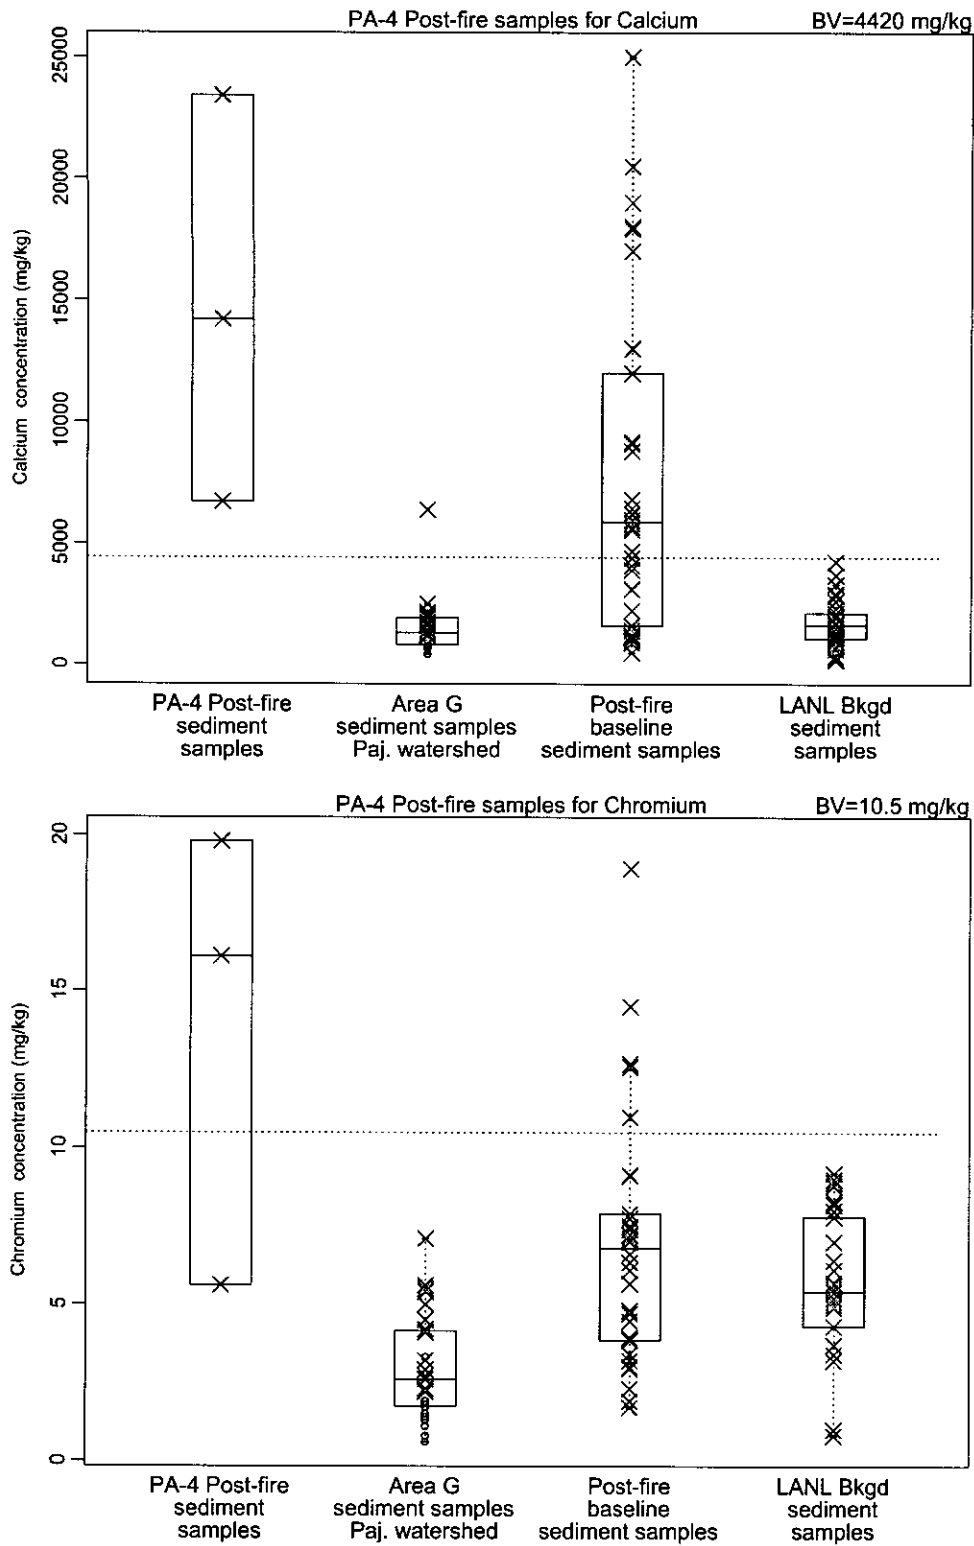 PA-4 Post-fire samples for Calcium BV=4420 mg/kg
25000
20000
15000
10000
5000
0
Calcium concentration (mg/kg)
PA-4 Post-fire Area G Post-fire LANL Bkgd
sediment sediment samples baseline sediment
samples Paj. watershed sediment samples samples
PA-4 Post-fire samples for Chromium BV=10.5 mg/kg
20
15
10
5
0
Chromium concentration (mg/kg)
PA-4 Post-fire Area G Post-fire LANL Bkgd
sediment sediment samples baseline sediment
samples Paj. watershed sediment samples samples